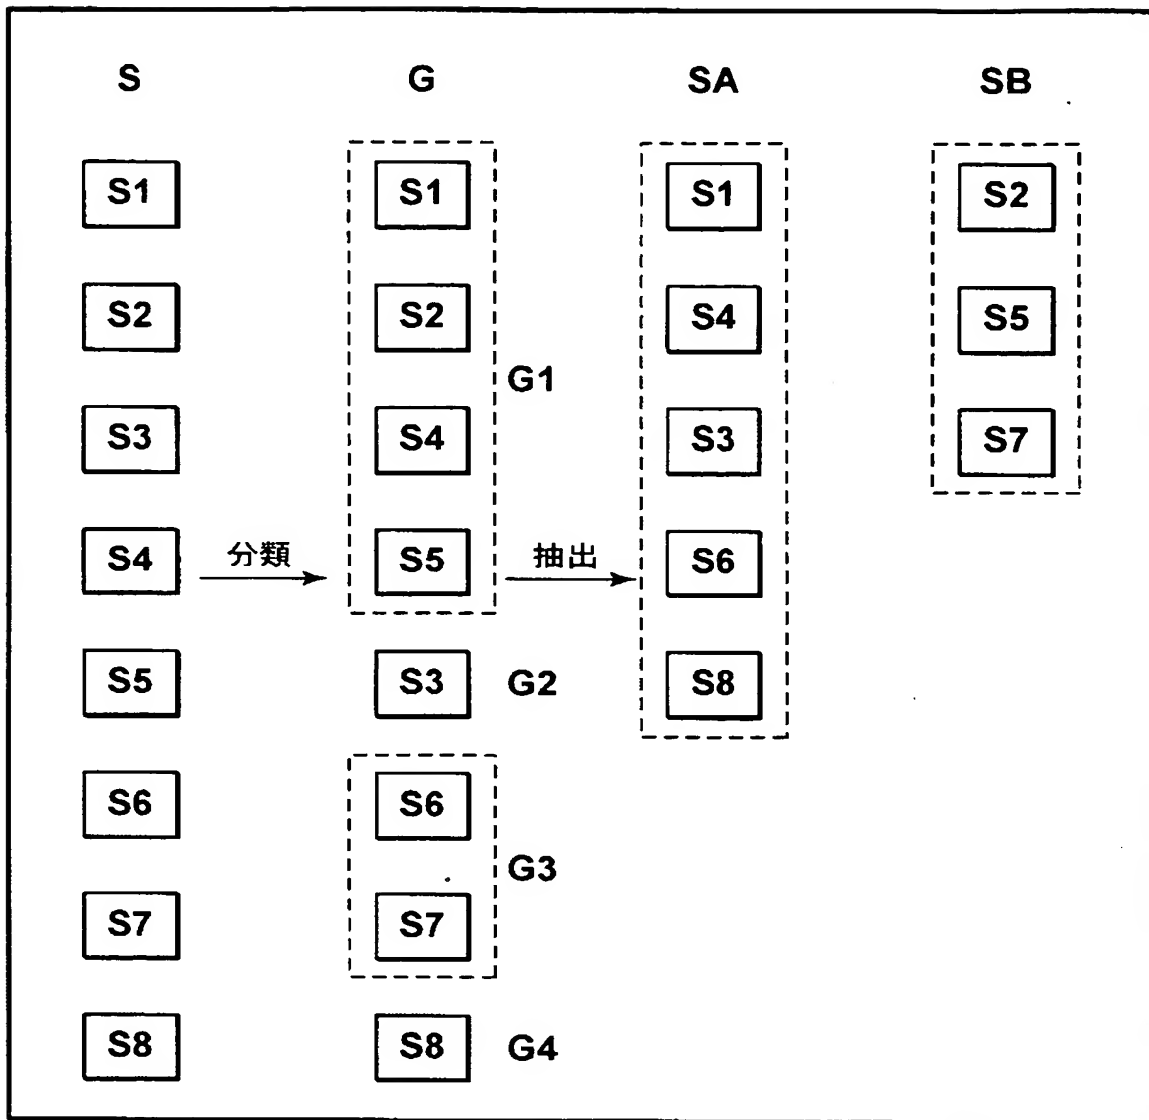 S G SA SB
S1 S1 S1 S2
S2 S2 S4 S5
G1
S3 S4 S3 S7
S4 分類 S5 抽出 S6
S5 S3 G2 S8
S6 S6
G3
S7 S7
S8 S8 G4